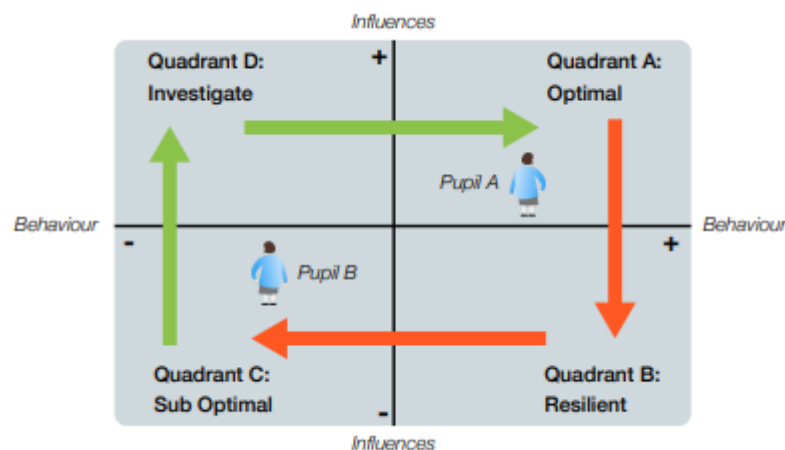 Influences
Quadrant D:
Investigate
+
Quadrant A:
Optimal
Pupil A
Behaviour
-
+
Behaviour
Pupil B
Quadrant C:
Sub Optimal
-
Quadrant B:
Resilient
Influences